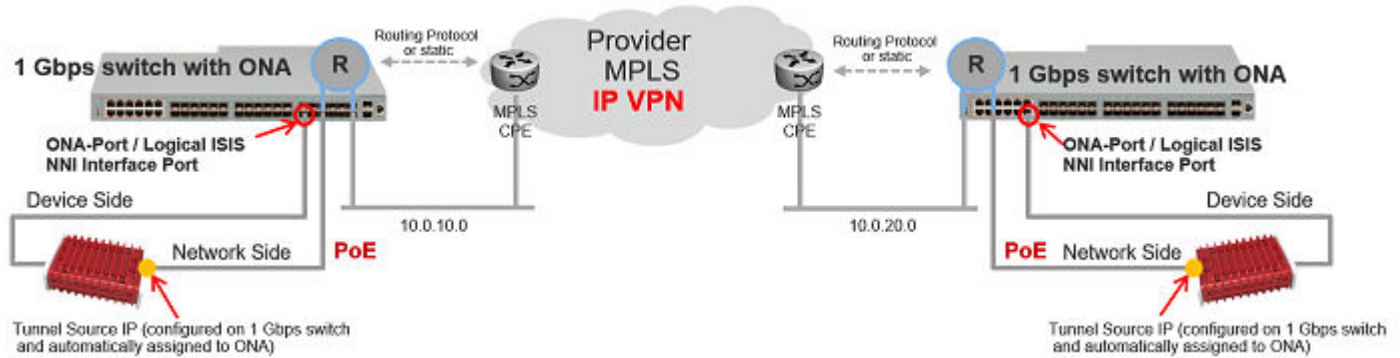 1 Gbps switch with ONA
R
Routing Protocol
or static
MPLS
CPE
Provider
MPLS
IP VPN
Routing Protocol
or static
MPLS
CPE
R
1 Gbps switch with ONA
ONA-Port / Logical ISIS
NNI Interface Port
ONA-Port / Logical ISIS
NNI Interface Port
Device Side
10.0.10.0
10.0.20.0
Device Side
Network Side
PoE
PoE
Network Side
Tunnel Source IP (configured on 1 Gbps switch
and automatically assigned to ONA)
Tunnel Source IP (configured on 1 Gbps switch
and automatically assigned to ONA)